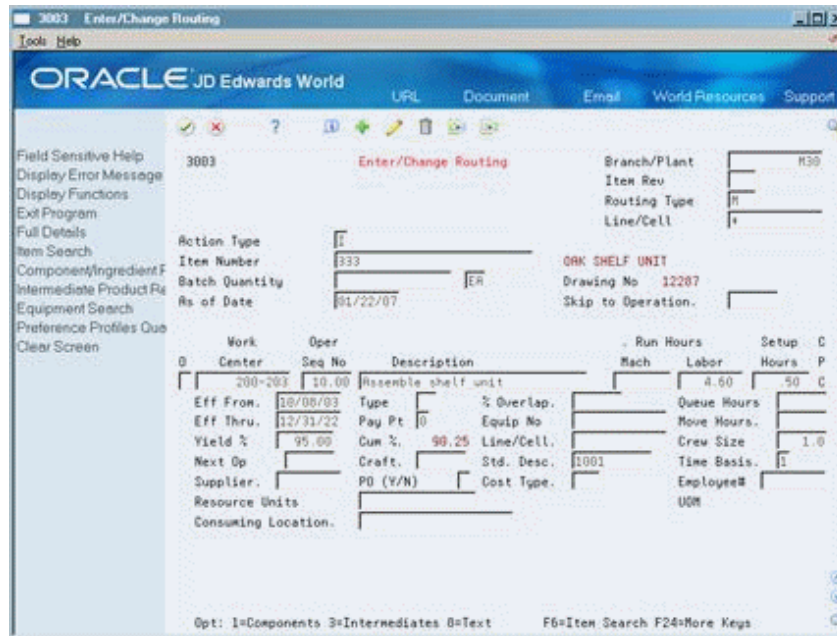 3003 Enter/Change Routing
Tools Help
ORACLE JD Edwards World
URL Document Email World Resources Support
Field Sensitive Help
Display Error Message
Display Functions
Exit Program
Full Details
Item Search
Component/Ingredient F
Intermediate Product Re
Equipment Search
Preference Profiles Que
Clear Screen
3003 Enter/Change Routing Branch/Plant M30
Item Rev
Routing Type M
Line/Cell *
Action Type I
Item Number 333 OAK SHELF UNIT
Batch Quantity EA Drawing No 12287
As of Date 01/22/07 Skip to Operation.
Work Oper . Run Hours Setup C
O Center Seq No Description Mach Labor Hours P
200-203 10.00 Assemble shelf unit 4.60 .50 C
Eff From. 10/08/03 Type % Overlap. Queue Hours
Eff Thru. 12/31/22 Pay Pt 0 Equip No Move Hours.
Yield % 95.00 Cum %. 90.25 Line/Cell. Crew Size 1.0
Next Op Craft. Std. Desc. 1001 Time Basis. 1
Supplier. PO (Y/N) Cost Type. Employee#
Resource Units UOM
Consuming Location.
Opt: 1=Components 3=Intermediates 8=Text F6=Item Search F24=More Keys